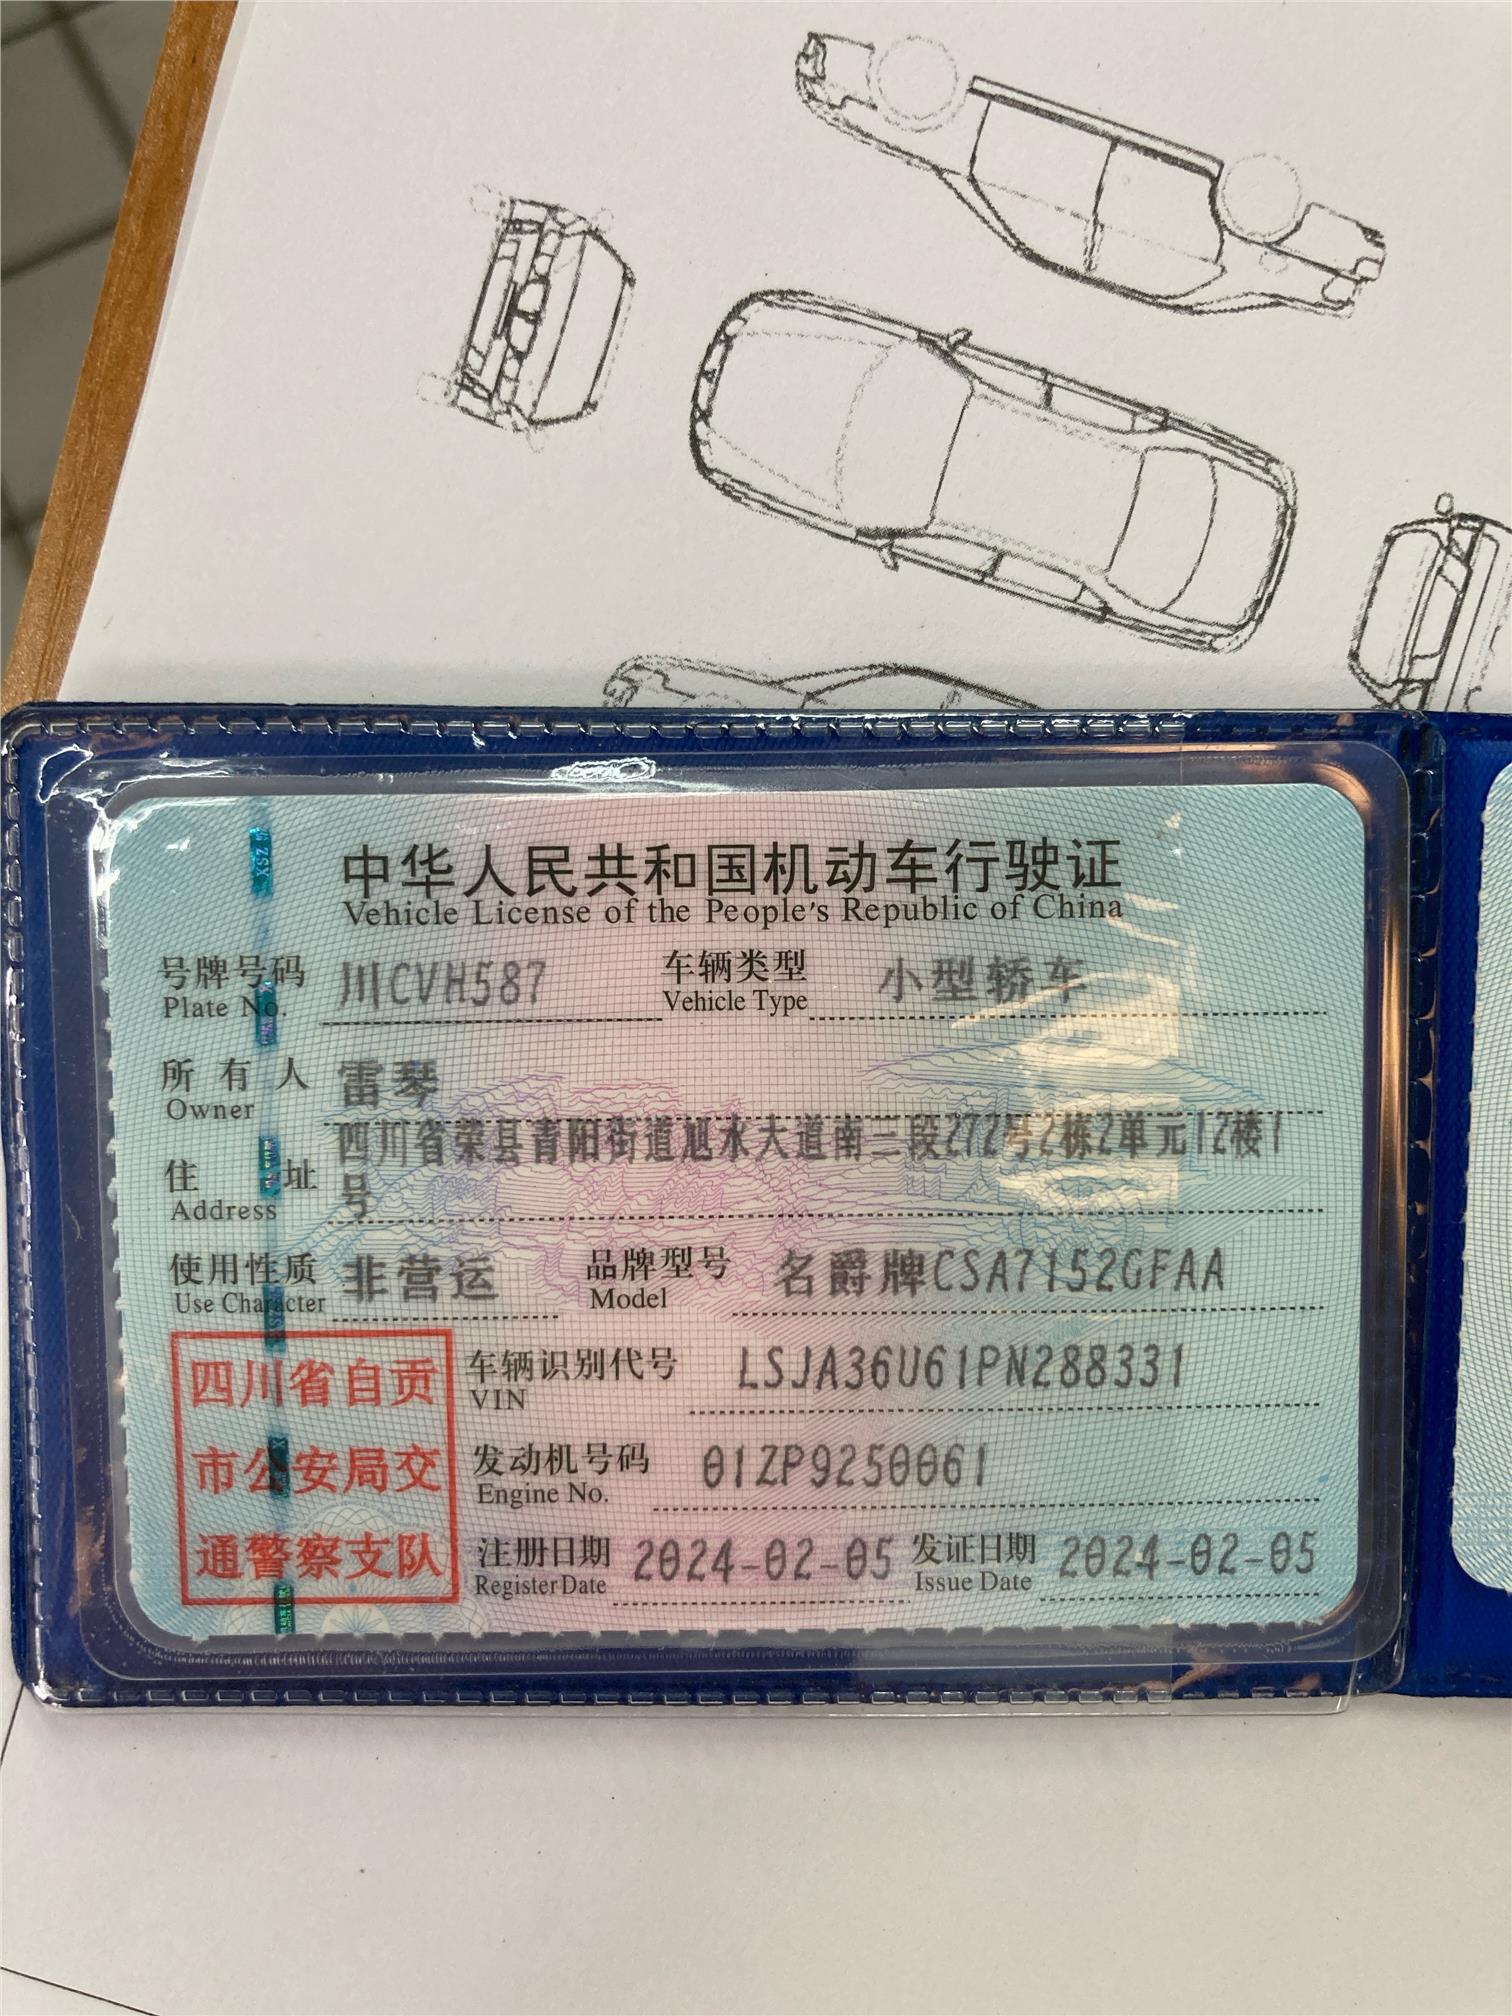 中华人民共和国机动车行驶证
Vehicle License of the People's Republic of China
号牌号码 川CVH587 车辆类型 小型轿车
Plate No. Vehicle Type
所有人 雷琴
Owner
四川省荣县青阳街道旭水大道南三段272号2栋2单元12楼1
住址 号
Address
使用性质 非营运 品牌型号 名爵牌CSA7152GFAA
Use Character Model
四川省自贡
市公安局交
通警察支队
车辆识别代号 LSJA36U61PN288331
VIN
发动机号码 01ZP9250061
Engine No.
注册日期 2024-02-05 发证日期 2024-02-05
Register Date Issue Date